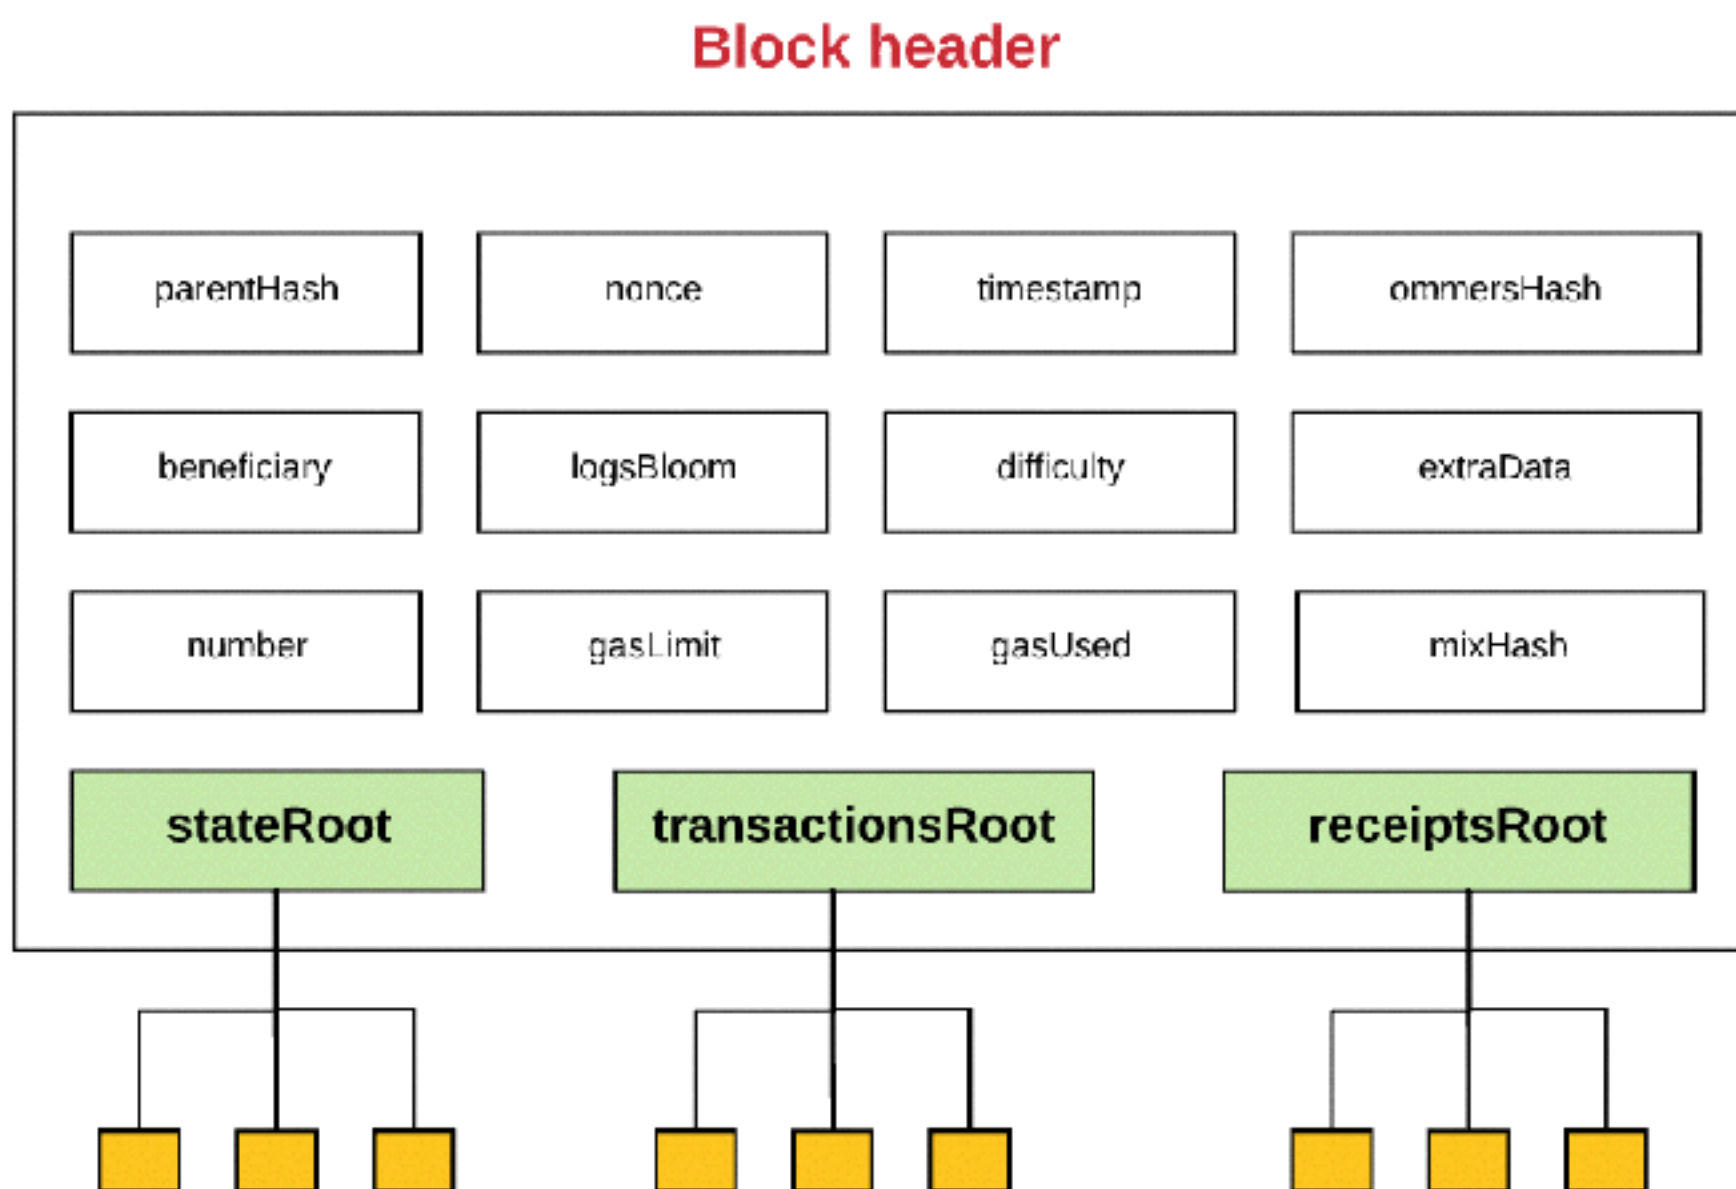 Block header
parentHash
nonce
timestamp
ommersHash
beneficiary
logsBloom
difficulty
extraData
number
gasLimit
gasUsed
mixHash
stateRoot
transactionsRoot
receiptsRoot